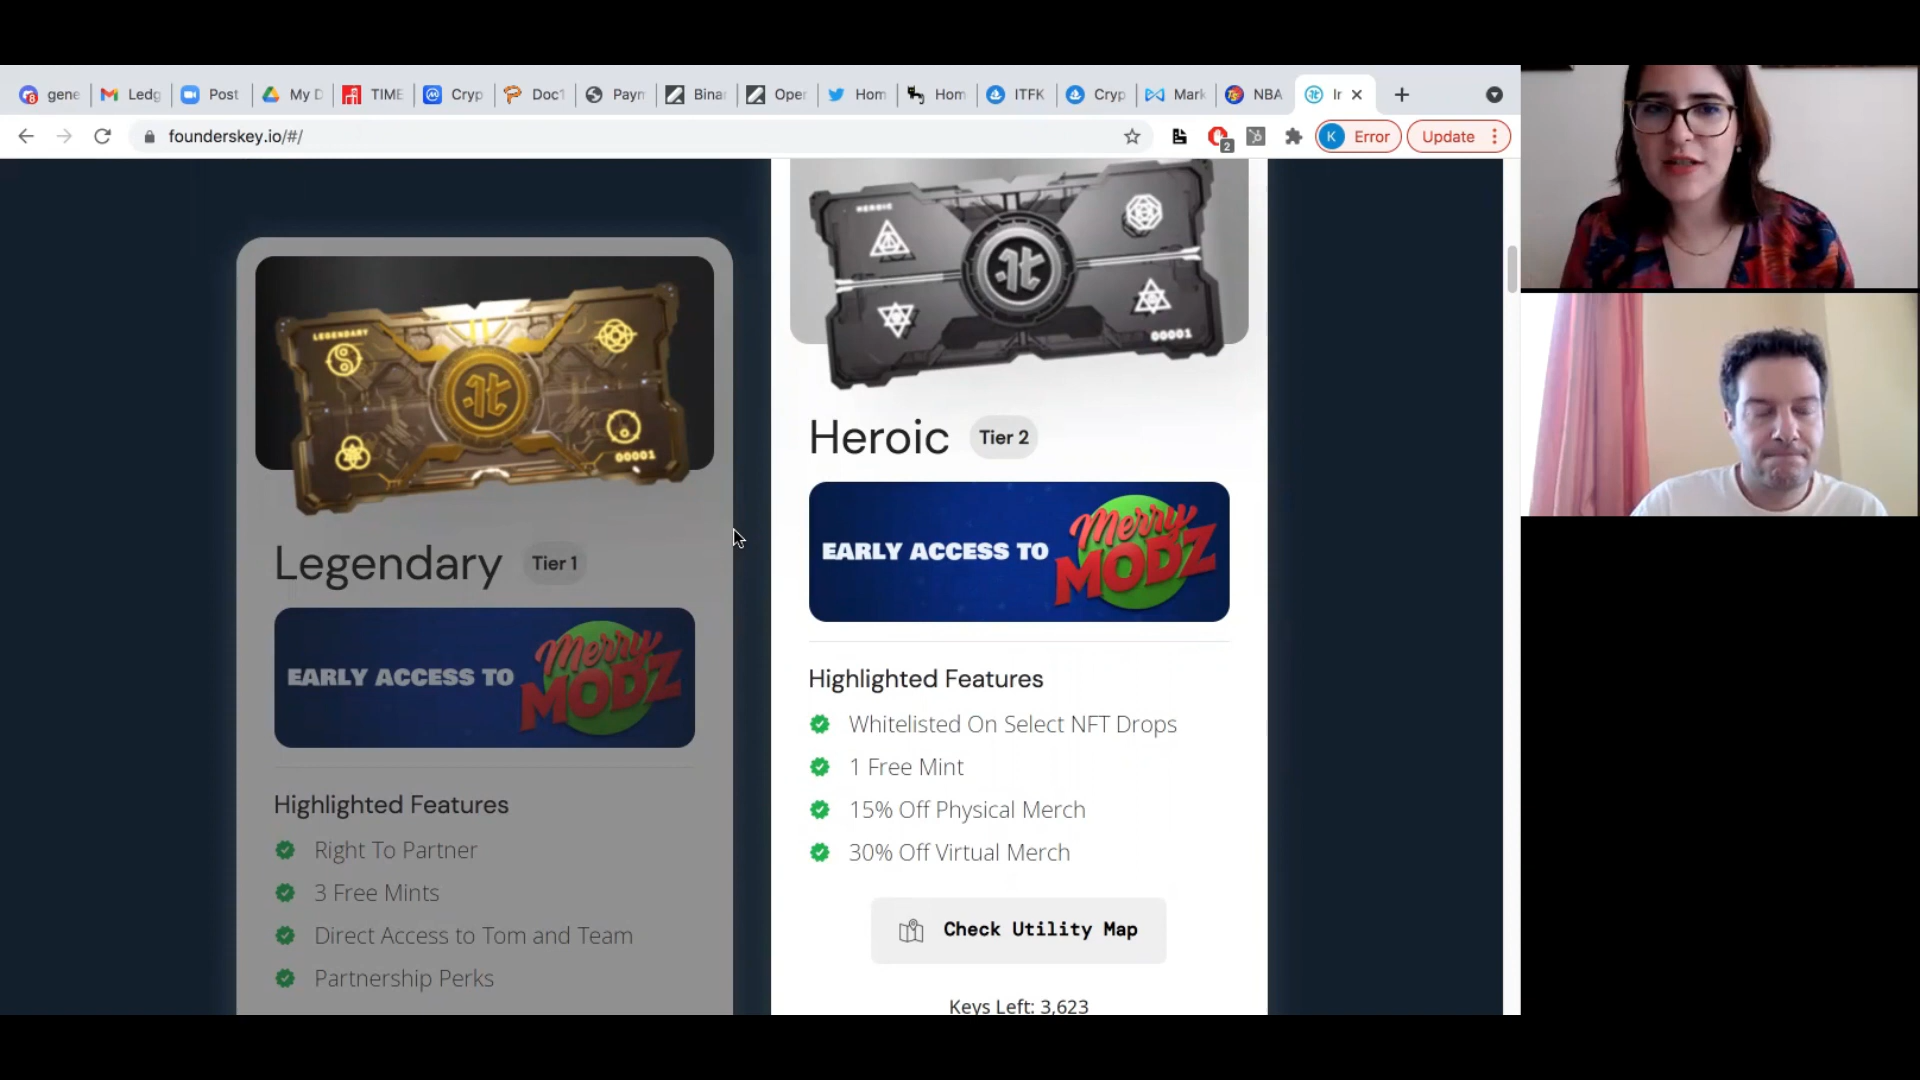 gene
Ledg
Post
My D
TIME
Cryp
Doc1
Payn
Binar
Oper
Hom
Hom
ITFK
Cryp
Mark
NBA
Ir
founderskey.io/#/
2
K
Error
Update
LEGENDARY
00001
Legendary
Tier 1
EARLY ACCESS TO
Merry
MODZ
Highlighted Features
Right To Partner
3 Free Mints
Direct Access to Tom and Team
Partnership Perks
HEROIC
00001
Heroic
Tier 2
EARLY ACCESS TO
Merry
MODZ
Highlighted Features
Whitelisted On Select NFT Drops
1 Free Mint
15% Off Physical Merch
30% Off Virtual Merch
Check Utility Map
Keys Left: 3,623